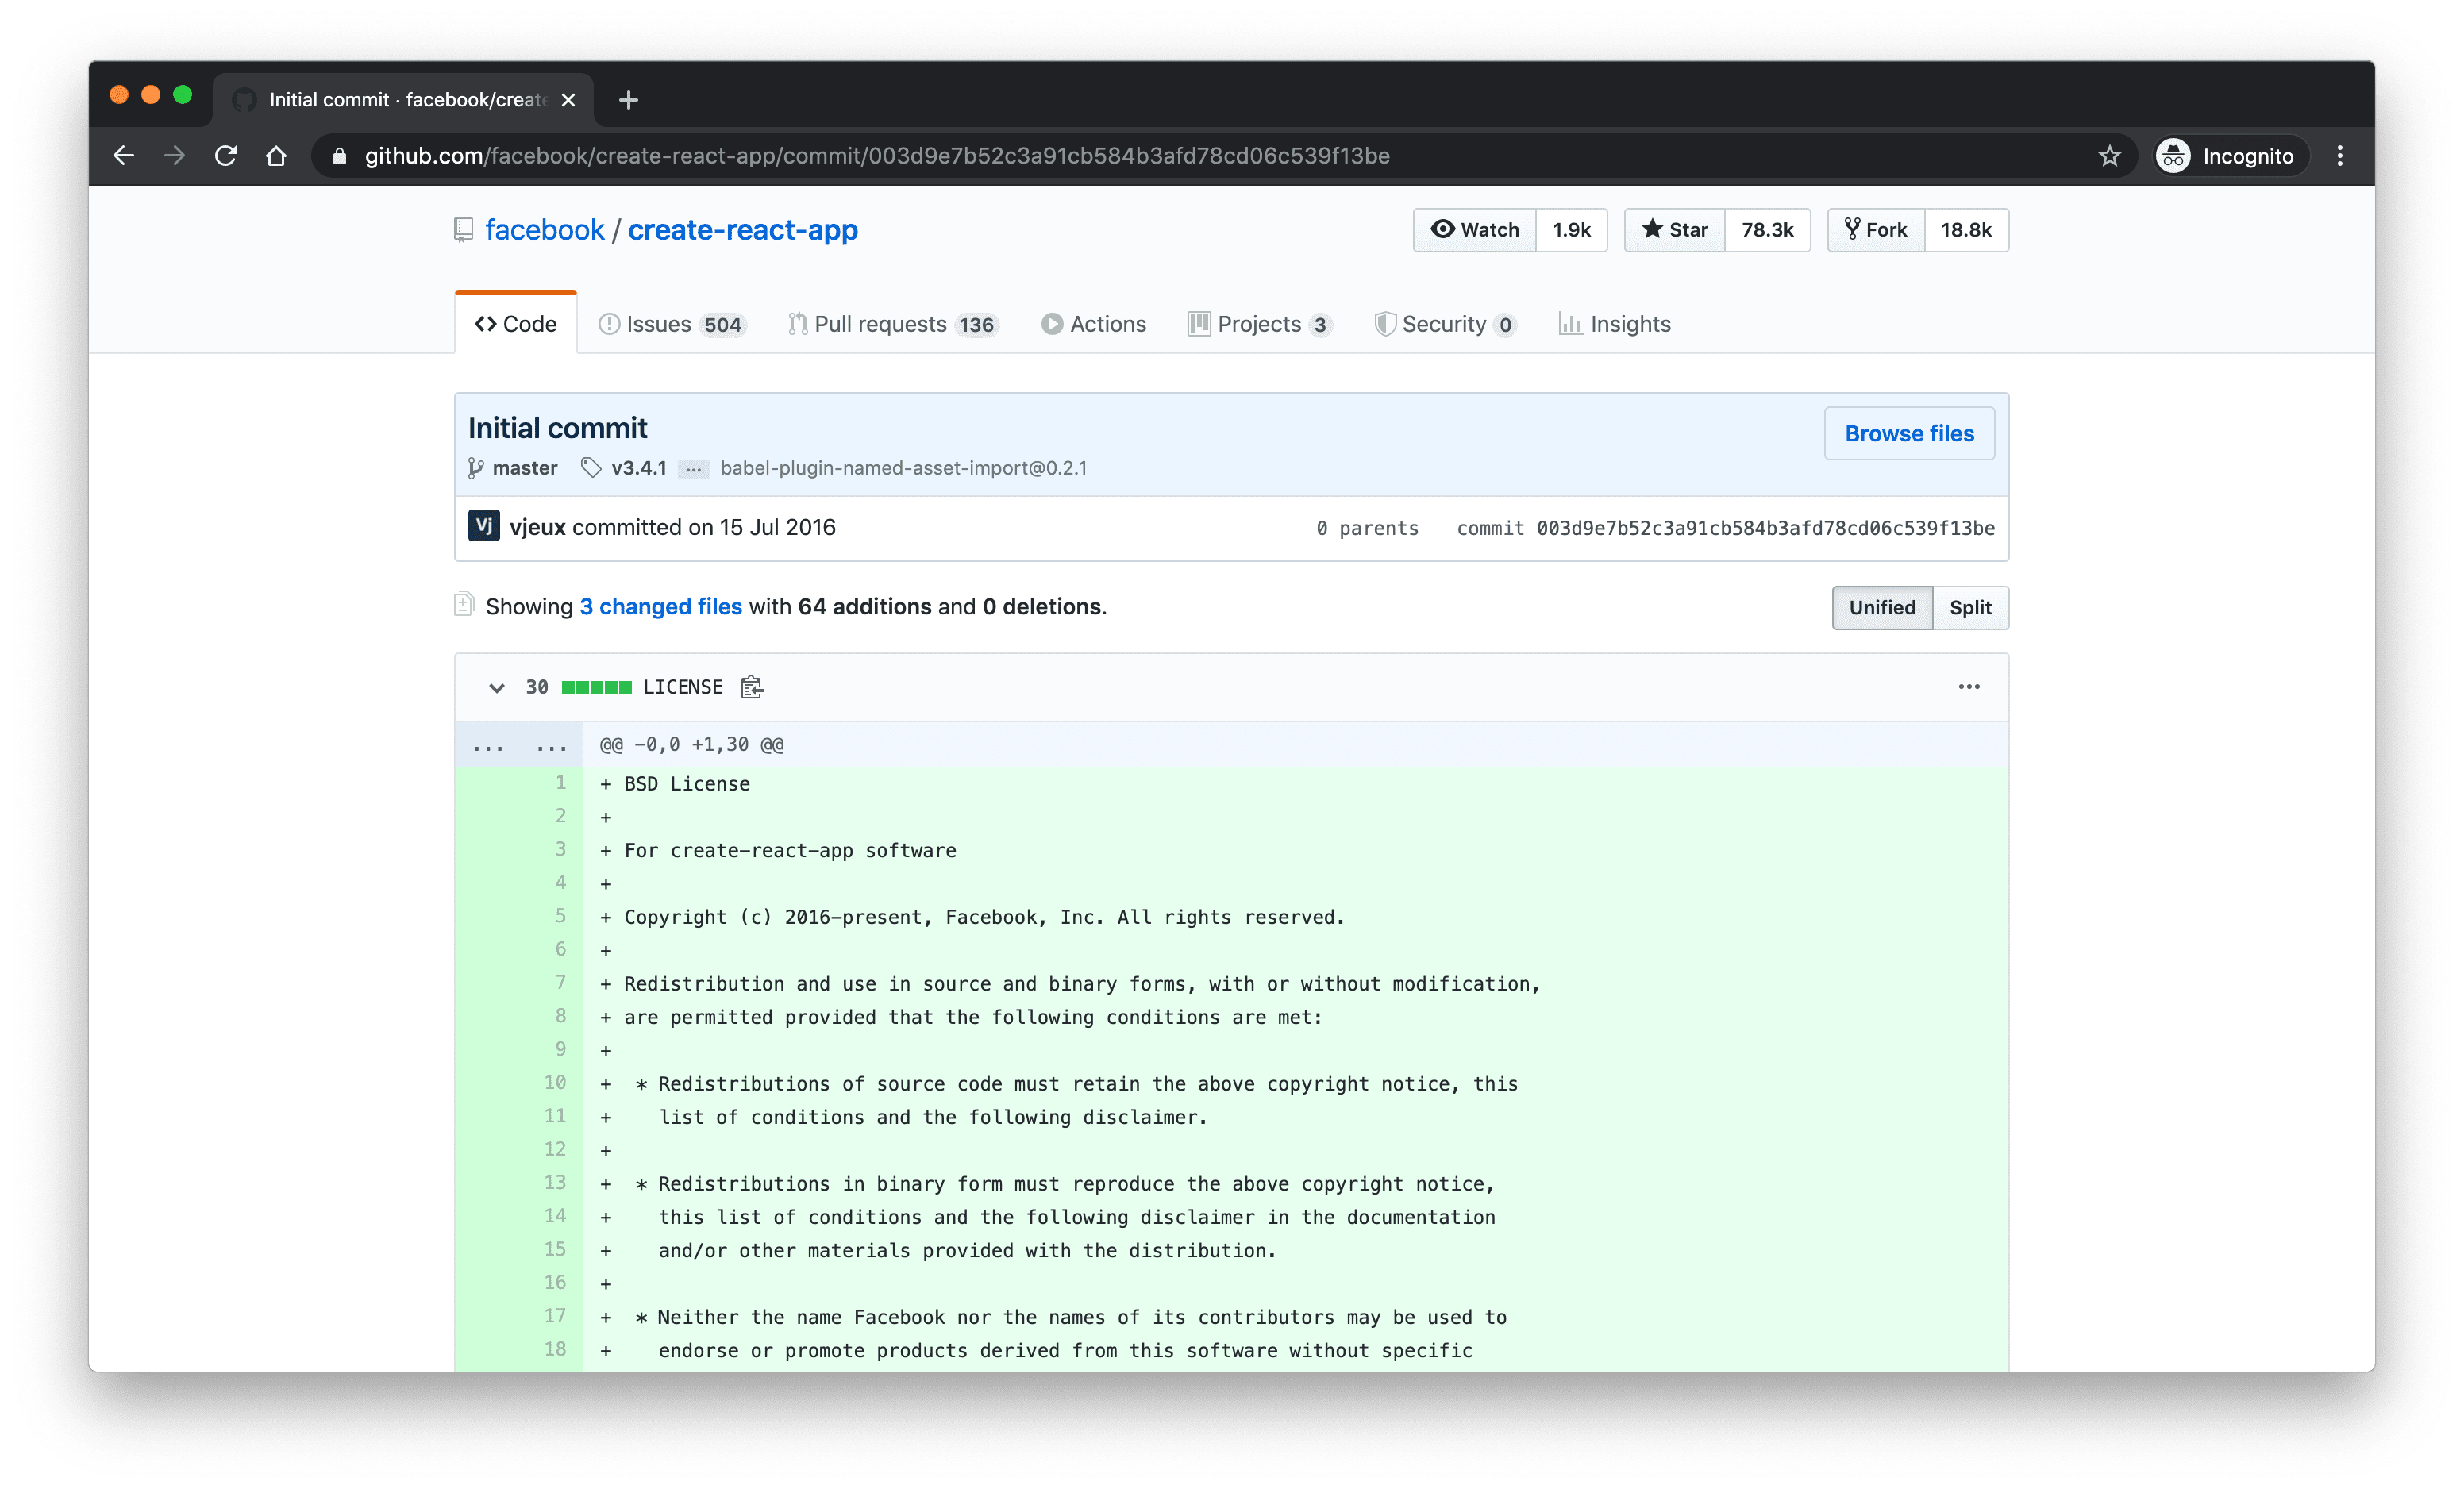 Initial commit · facebook/create
github.com/facebook/create-react-app/commit/003d9e7b52c3a91cb584b3afd78cd06c539f13be
Incognito
facebook / create-react-app
Watch 1.9k Star 78.3k Fork 18.8k
Code Issues 504 Pull requests 136 Actions Projects 3 Security 0 Insights
Initial commit
Browse files
master v3.4.1 … babel-plugin-named-asset-import@0.2.1
Vj vjeux committed on 15 Jul 2016 0 parents commit 003d9e7b52c3a91cb584b3afd78cd06c539f13be
Showing 3 changed files with 64 additions and 0 deletions.
Unified Split
30 LICENSE
... ... @@ -0,0 +1,30 @@
1 + BSD License
2 +
3 + For create-react-app software
4 +
5 + Copyright (c) 2016-present, Facebook, Inc. All rights reserved.
6 +
7 + Redistribution and use in source and binary forms, with or without modification,
8 + are permitted provided that the following conditions are met:
9 +
10 + * Redistributions of source code must retain the above copyright notice, this
11 + list of conditions and the following disclaimer.
12 +
13 + * Redistributions in binary form must reproduce the above copyright notice,
14 + this list of conditions and the following disclaimer in the documentation
15 + and/or other materials provided with the distribution.
16 +
17 + * Neither the name Facebook nor the names of its contributors may be used to
18 + endorse or promote products derived from this software without specific